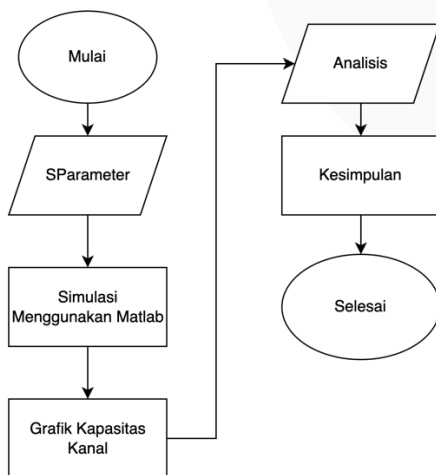 Mulai
SParameter
Simulasi
Menggunakan Matlab
Grafik Kapasitas
Kanal
Analisis
Kesimpulan
Selesai